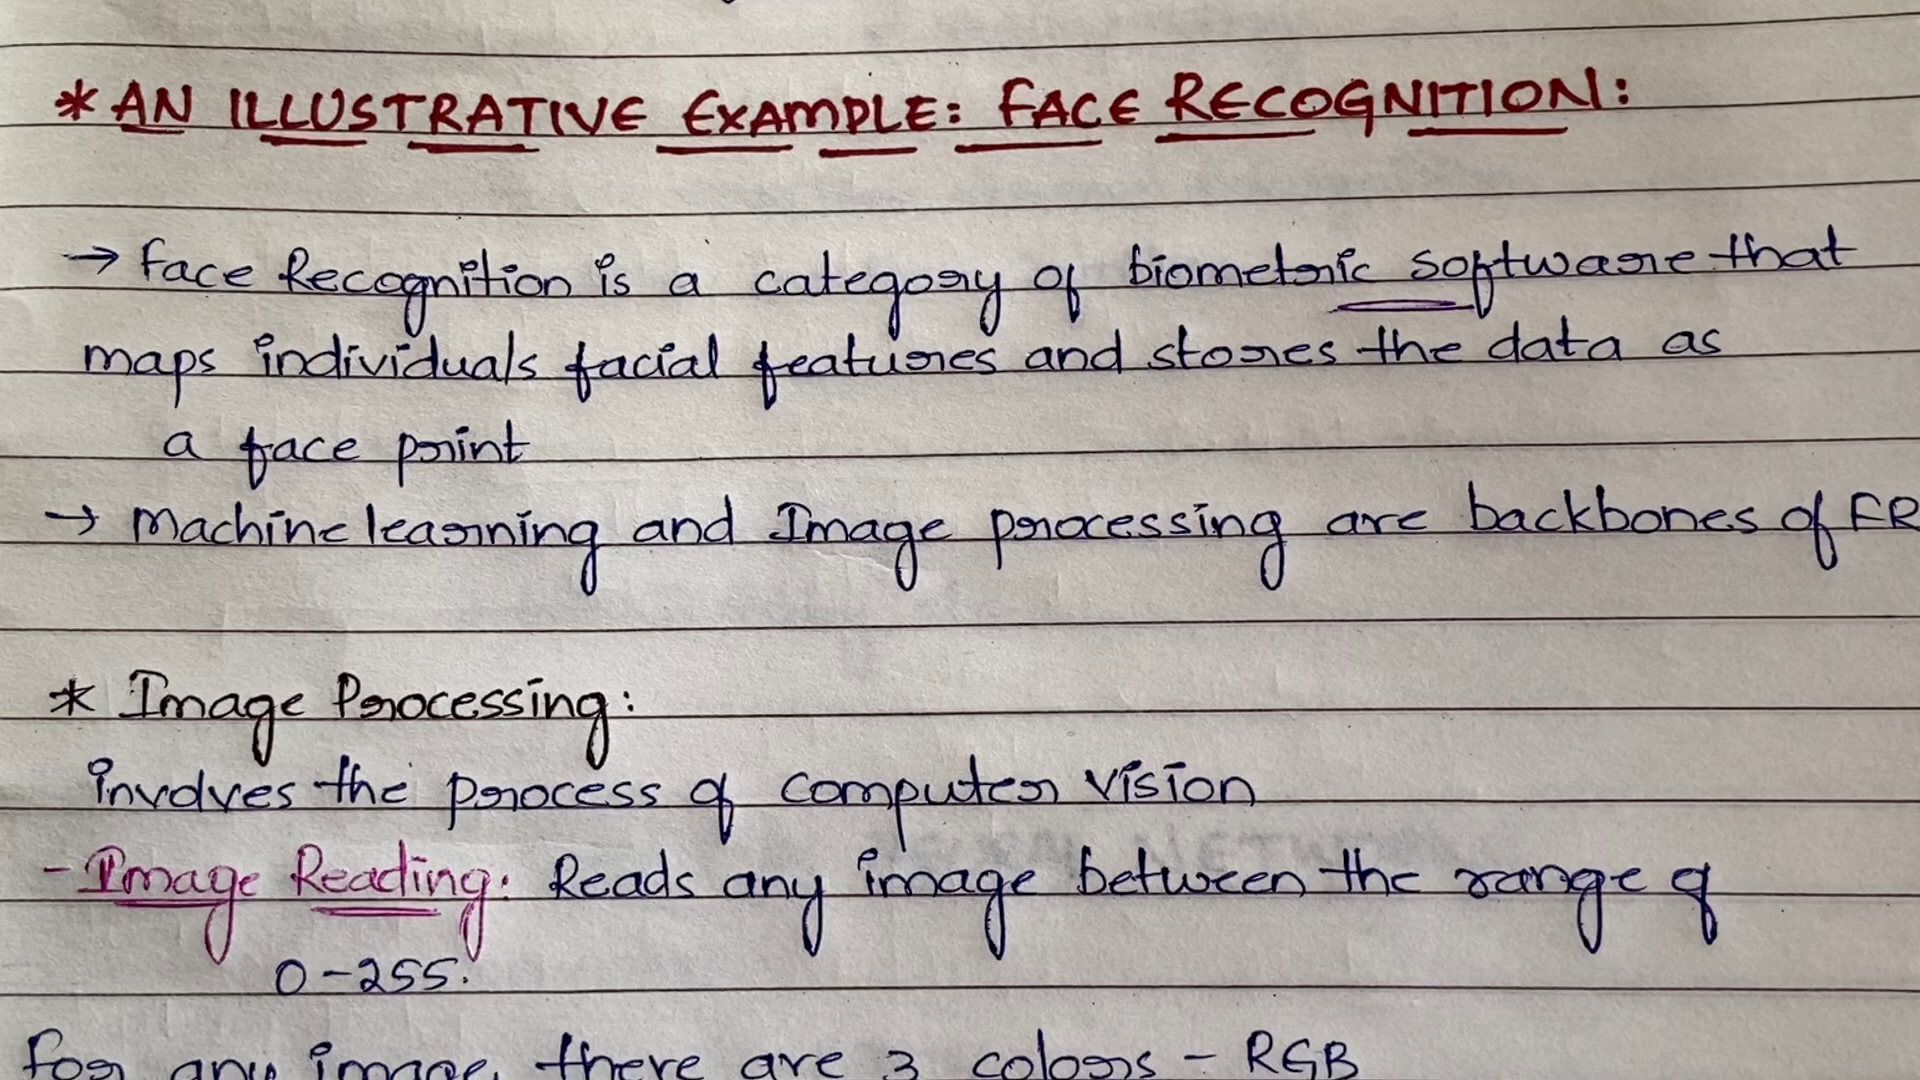 * AN ILLUSTRATIVE EXAMPLE: FACE RECOGNITION:
→ face Recognition is a category of biometric software that
maps individuals facial features and stores the data as
a face print
→ Machine learning and Image processing are backbones of FR
* Image Processing:
involves the process of computer vision
- Image Reading: Reads any image between the range of
0-255.
for any image, there are 3 colors - RGB